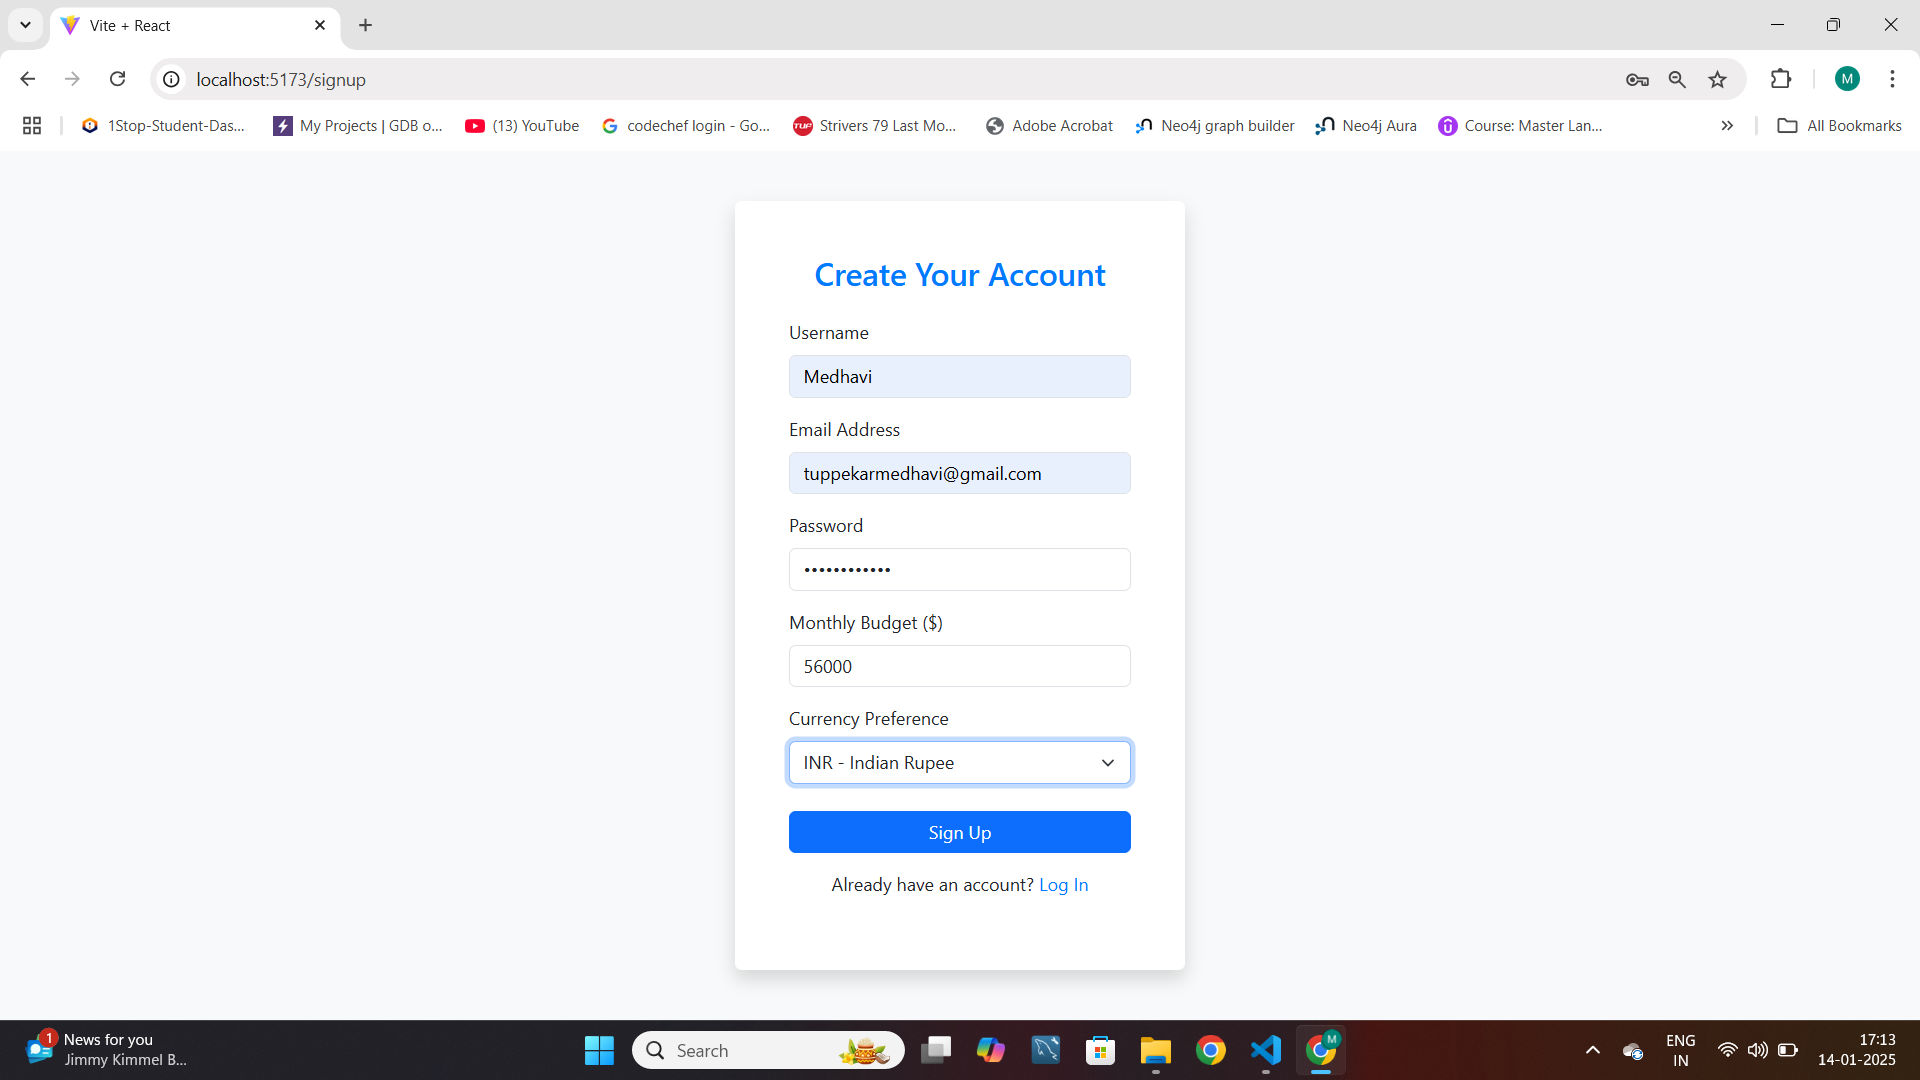 Vite + React
localhost:5173/signup
M
1Stop-Student-Das...
My Projects | GDB o...
(13) YouTube
codechef login - Go...
TUF
Strivers 79 Last Mo...
Adobe Acrobat
Neo4j graph builder
Neo4j Aura
Course: Master Lan...
All Bookmarks
Create Your Account
Username
Medhavi
Email Address
tuppekarmedhavi@gmail.com
Password
••••••••••••
Monthly Budget ($)
56000
Currency Preference
INR - Indian Rupee
Sign Up
Already have an account? Log In
1
News for you
Jimmy Kimmel B...
Search
M
ENG
IN
17:13
14-01-2025